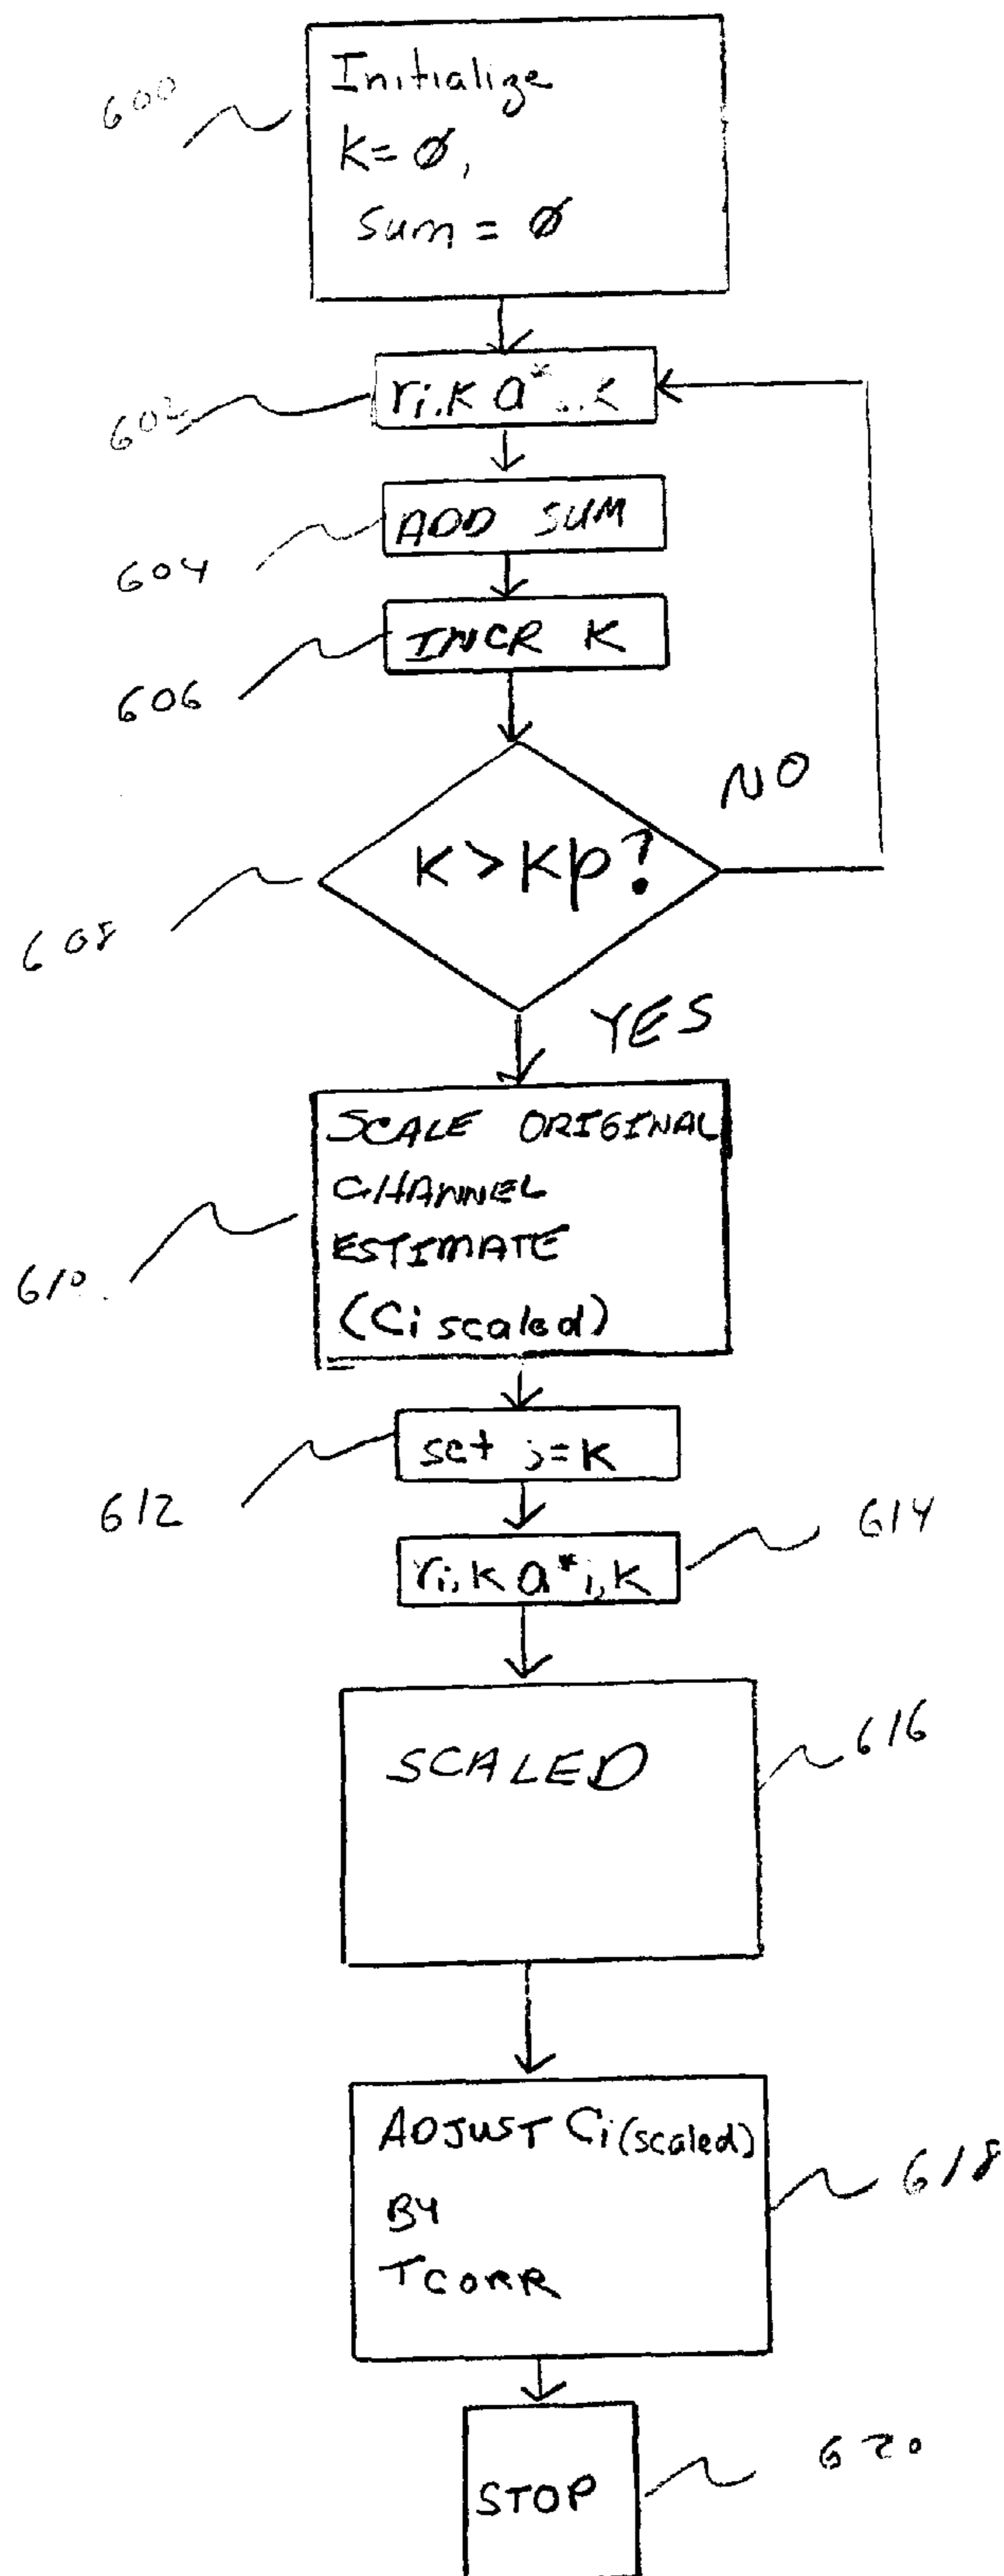 600
Initialize
K=Ø,
Sum = Ø
602
ri,K a*i,K
604
ADD SUM
606
INCR K
608
K>Kp?
NO
YES
610
SCALE ORIGINAL
CHANNEL
ESTIMATE
(Ci scaled)
612
set j=K
614
ri,K a*i,K
616
SCALED
618
ADJUST Ci(scaled)
BY
TCORR
620
STOP